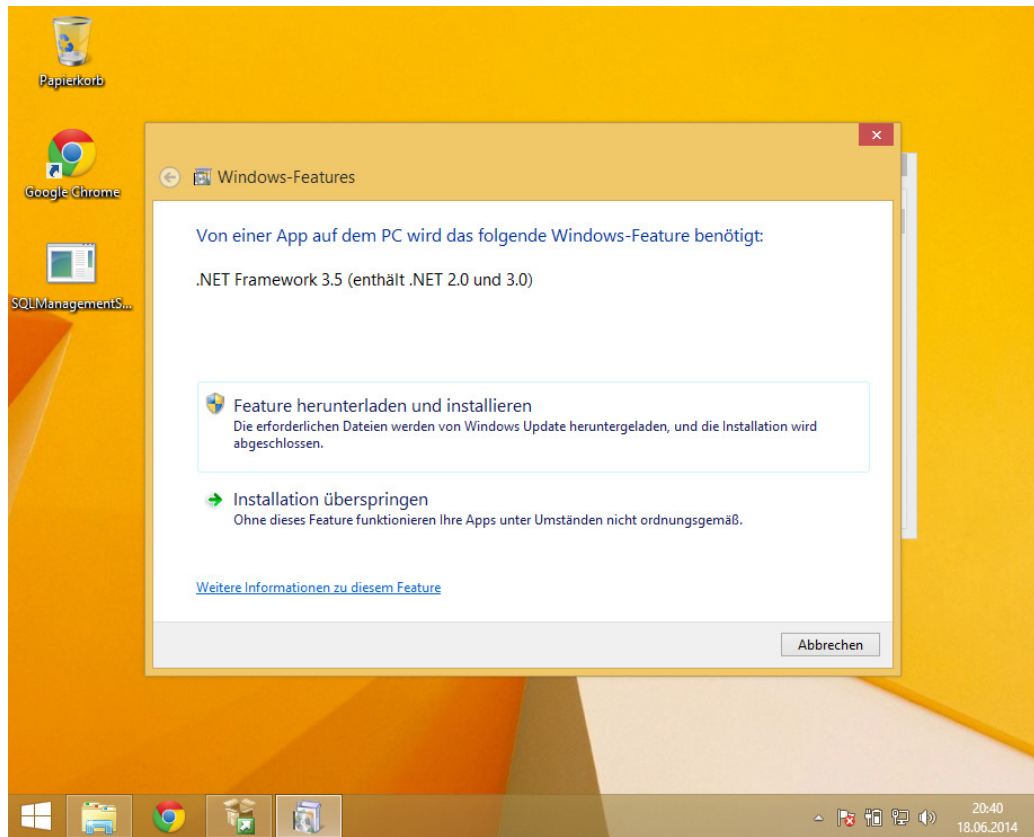 Papierkorb
Google Chrome
SQLManagementS...
Windows-Features
Von einer App auf dem PC wird das folgende Windows-Feature benötigt:
.NET Framework 3.5 (enthält .NET 2.0 und 3.0)
Feature herunterladen und installieren
Die erforderlichen Dateien werden von Windows Update heruntergeladen, und die Installation wird
abgeschlossen.
Installation überspringen
Ohne dieses Feature funktionieren Ihre Apps unter Umständen nicht ordnungsgemäß.
Weitere Informationen zu diesem Feature
Abbrechen
20:40
18.06.2014